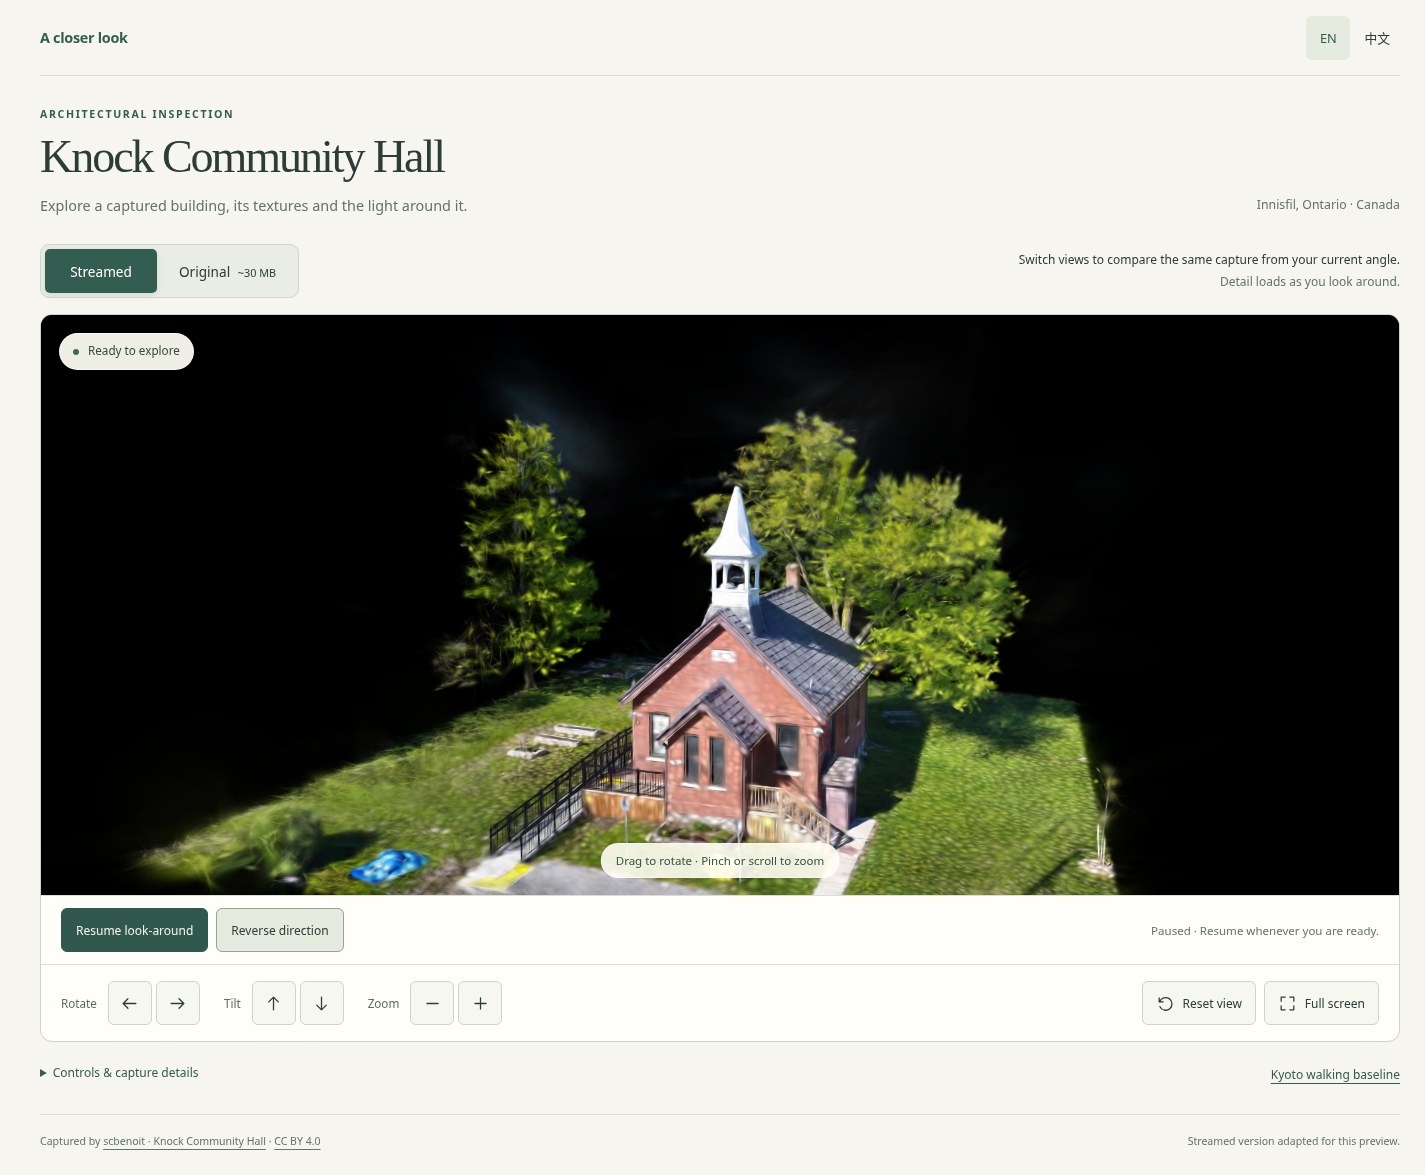 A closer look
EN 中文
ARCHITECTURAL INSPECTION
Knock Community Hall
Explore a captured building, its textures and the light around it.
Innisfil, Ontario · Canada
Streamed Original ~30 MB
Switch views to compare the same capture from your current angle.
Detail loads as you look around.
Ready to explore
Drag to rotate · Pinch or scroll to zoom
Resume look-around Reverse direction
Paused · Resume whenever you are ready.
Rotate Tilt Zoom
Reset view Full screen
Controls & capture details
Kyoto walking baseline
Captured by scbenoit · Knock Community Hall · CC BY 4.0
Streamed version adapted for this preview.